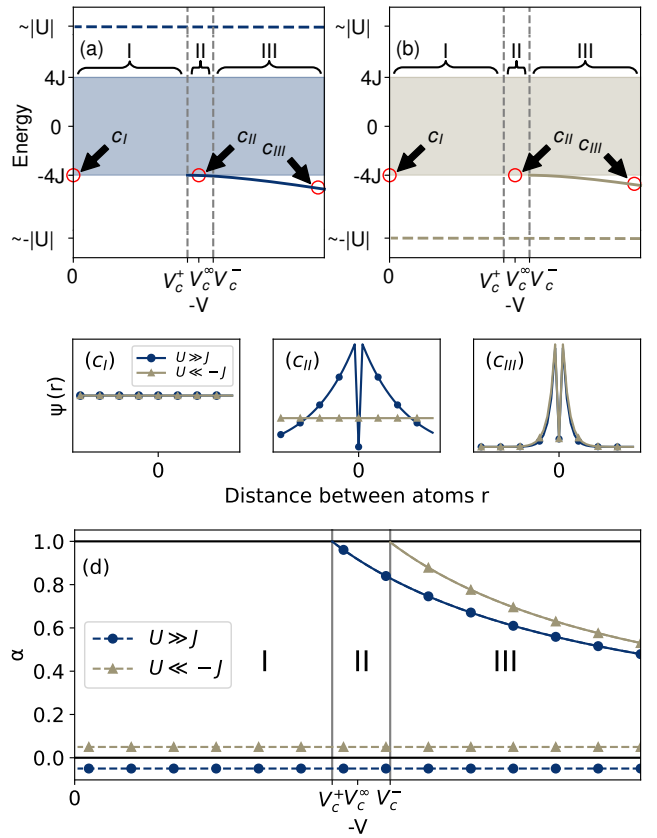 ~|U|
(a)
I
II
III
4J
c_I
c_II
c_III
0
Energy
-4J
~-|U|
0
V_c^+
V_c^∞
V_c^-
-V
~|U|
(b)
I
II
III
4J
c_I
c_II
c_III
0
-4J
~-|U|
0
V_c^+
V_c^∞
V_c^-
-V
(c_I)
U ≫ J
U ≪ −J
(c_II)
(c_III)
ψ(r)
0
0
0
Distance between atoms r
1.0
(d)
0.8
0.6
U ≫ J
U ≪ −J
α
I
II
III
0.4
0.2
0.0
0
V_c^+
V_c^∞
V_c^-
-V